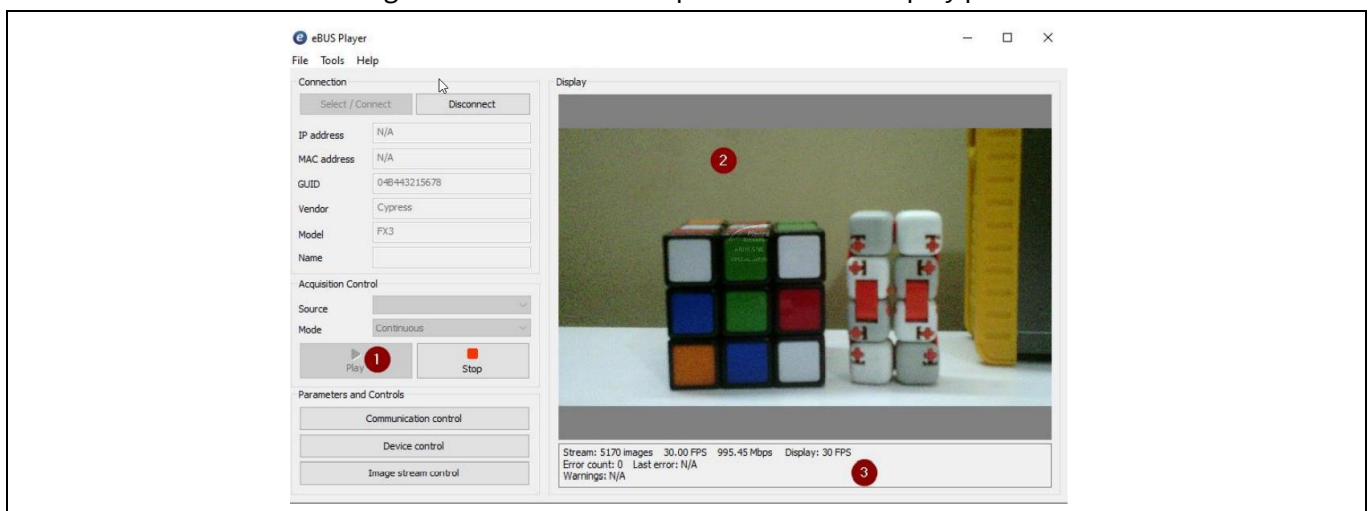 eBUS Player
File Tools Help
Connection
Select / Connect
Disconnect
IP address
N/A
MAC address
N/A
GUID
04B443215678
Vendor
Cypress
Model
FX3
Name
Acquisition Control
Source
Mode
Continuous
Play
1
Stop
Parameters and Controls
Communication control
Device control
Image stream control
Display
2
Stream: 5170 images 30.00 FPS 995.45 Mbps Display: 30 FPS
Error count: 0 Last error: N/A
Warnings: N/A
3